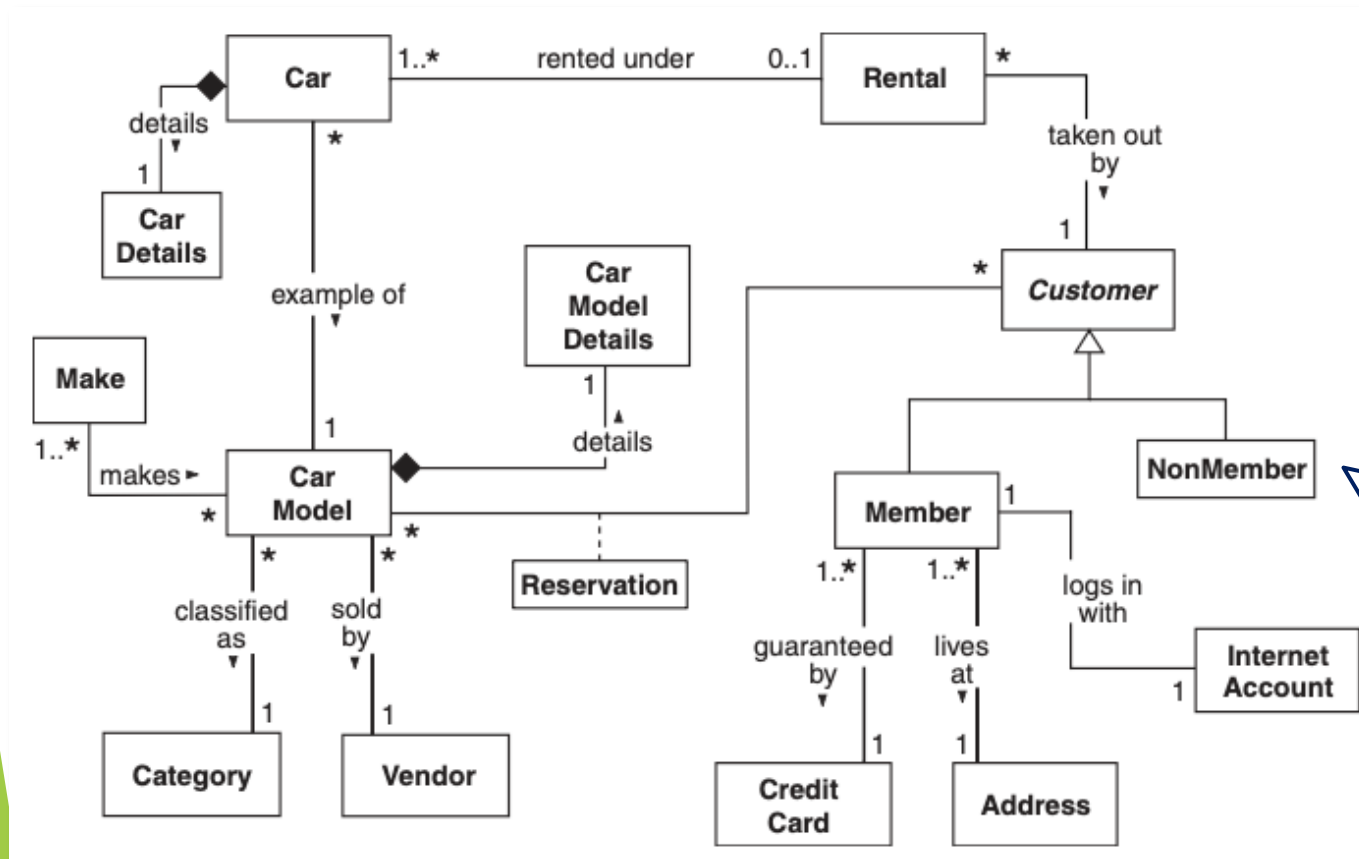 Car
1..*
rented under
0..1
Rental
*
details
1
Car
Details
*
example of
1
taken out
by
1
Customer
*
Car
Model
Details
1
details
Make
1..*
makes
*
Car
Model
*
Reservation
NonMember
Member
1
logs in
with
1
Internet
Account
*
classified
as
1
Category
*
sold
by
1
Vendor
1..*
guaranteed
by
1
Credit
Card
1..*
lives
at
1
Address